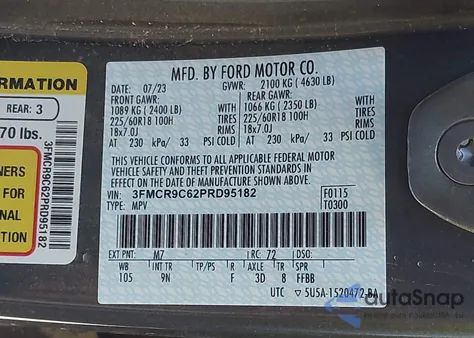 MFD. BY FORD MOTOR CO.
DATE: 07/23 GVWR: 2100 KG ( 4630 LB)
FRONT GAWR: REAR GAWR:
1089 KG ( 2400 LB) 1066 KG ( 2350 LB)
225/60R18 100H TIRES 225/60R18 100H
18x7.0J RIMS 18x7.0J
AT 230 kPa/ 33 PSI COLD AT 230 kPa/ 33 PSI COLD
THIS VEHICLE CONFORMS TO ALL APPLICABLE FEDERAL MOTOR
VEHICLE SAFETY AND THEFT PREVENTION STANDARDS IN
EFFECT ON THE DATE OF MANUFACTURE SHOWN ABOVE.
VIN: 3FMCR9C62PRD95182 F0115
TYPE: MPV T0300
EXT PNT: M7 RC: 72 DSO:
WB INT TR TP/PS R AXLE TR SPR
105 9N F 3D 8 FFBB
UTC 5U5A-1520472-BA
FORMATION
REAR: 3
70 lbs.
3FMCR9C62PRD95182
NERS
autoSnap